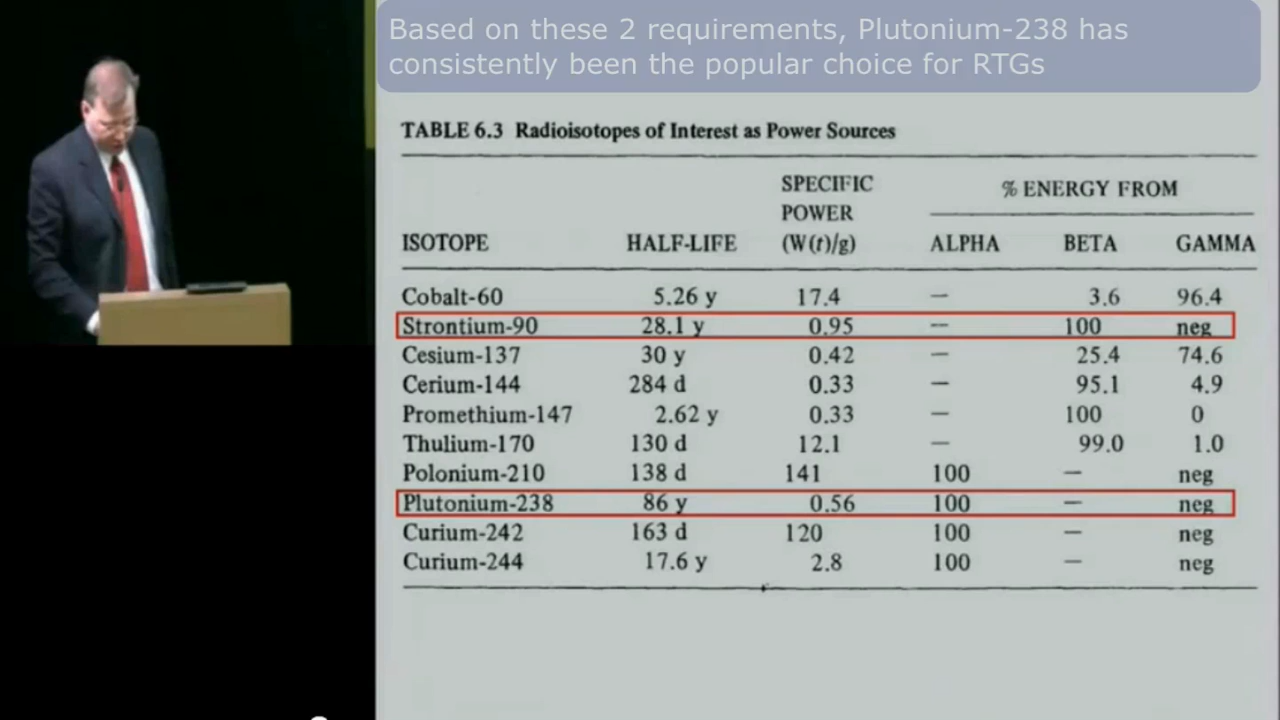 Based on these 2 requirements, Plutonium-238 has
consistently been the popular choice for RTGs
TABLE 6.3 Radioisotopes of Interest as Power Sources
SPECIFIC
% ENERGY FROM
POWER
ISOTOPE HALF-LIFE (W(t)/g) ALPHA BETA GAMMA
Cobalt-60 5.26 y 17.4 — 3.6 96.4
Strontium-90 28.1 y 0.95 — 100 neg
Cesium-137 30 y 0.42 — 25.4 74.6
Cerium-144 284 d 0.33 — 95.1 4.9
Promethium-147 2.62 y 0.33 — 100 0
Thulium-170 130 d 12.1 — 99.0 1.0
Polonium-210 138 d 141 100 — neg
Plutonium-238 86 y 0.56 100 — neg
Curium-242 163 d 120 100 — neg
Curium-244 17.6 y 2.8 100 — neg